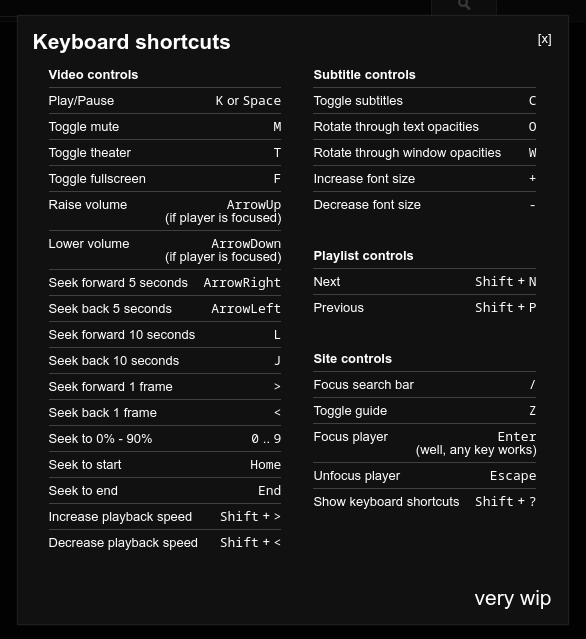 Keyboard shortcuts
[x]
Video controls
Play/Pause K or Space
Toggle mute M
Toggle theater T
Toggle fullscreen F
Raise volume ArrowUp
(if player is focused)
Lower volume ArrowDown
(if player is focused)
Seek forward 5 seconds ArrowRight
Seek back 5 seconds ArrowLeft
Seek forward 10 seconds L
Seek back 10 seconds J
Seek forward 1 frame >
Seek back 1 frame <
Seek to 0% - 90% 0 .. 9
Seek to start Home
Seek to end End
Increase playback speed Shift + >
Decrease playback speed Shift + <
Subtitle controls
Toggle subtitles C
Rotate through text opacities O
Rotate through window opacities W
Increase font size +
Decrease font size -
Playlist controls
Next Shift + N
Previous Shift + P
Site controls
Focus search bar /
Toggle guide Z
Focus player Enter
(well, any key works)
Unfocus player Escape
Show keyboard shortcuts Shift + ?
very wip